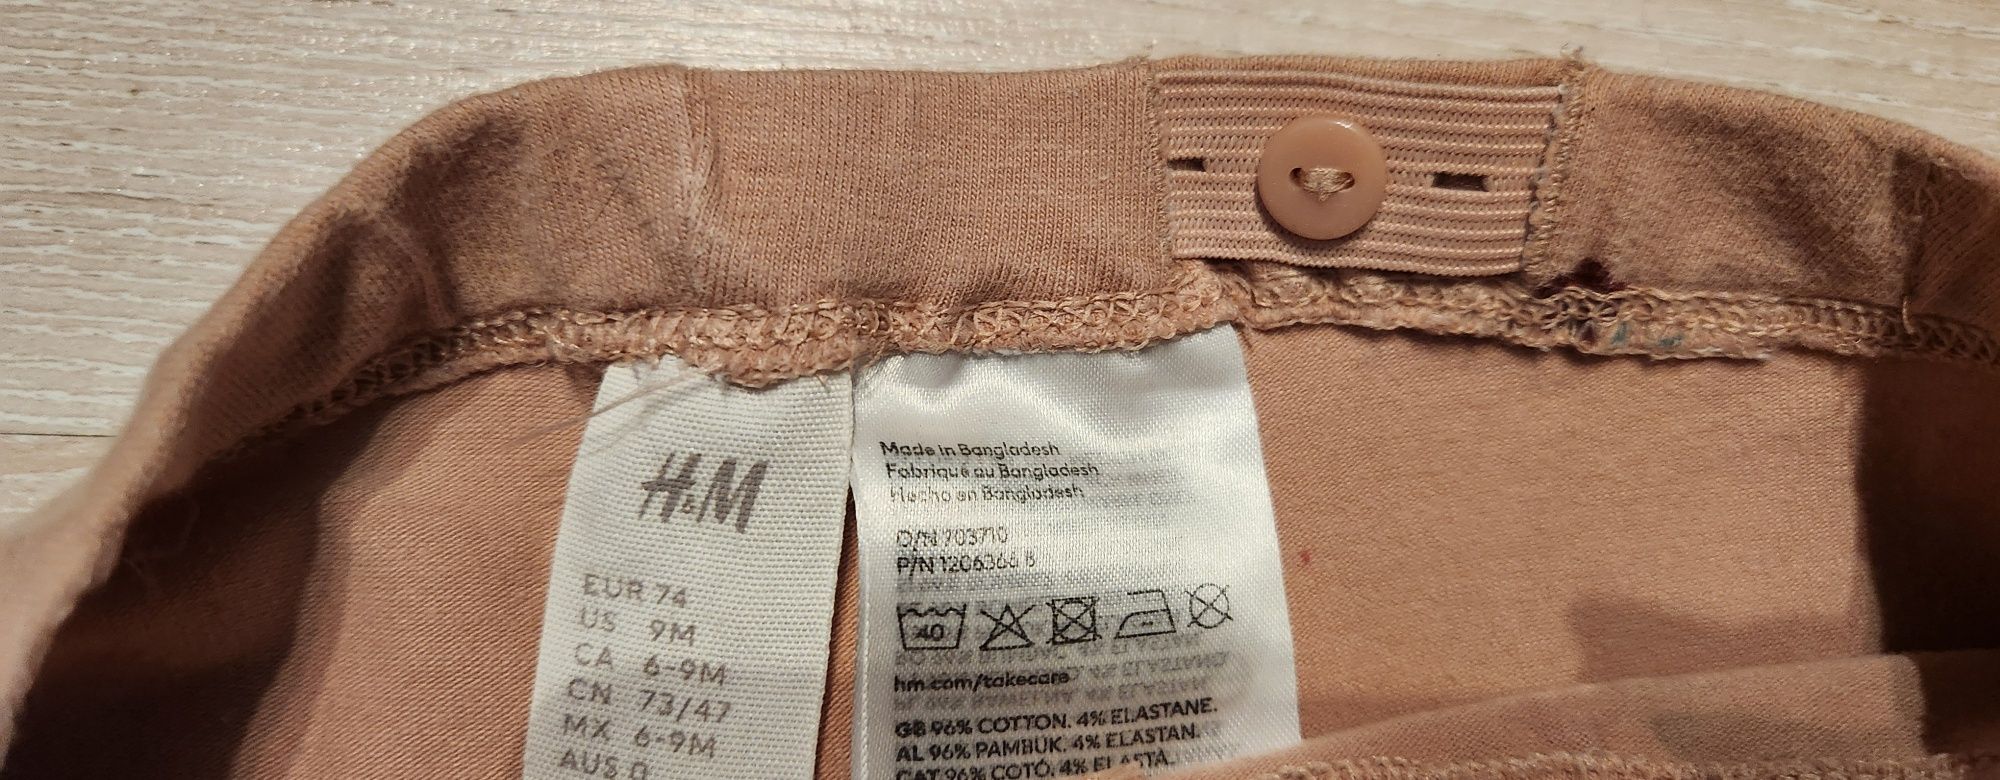 H&M
EUR 74
US 9M
CA 6-9M
CN 73/47
MX 6-9M
AUS 0
Made in Bangladesh
Fabriqué au Bangladesh
Hecho en Bangladesh
O/N 703710
P/N 1206366 B
40
hm.com/takecare
GB 96% COTTON. 4% ELASTANE.
AL 96% PAMBUK. 4% ELASTAN.
CAT 96% COTÓ. 4%